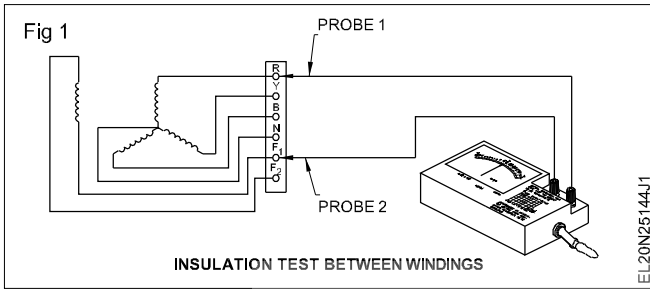 Fig 1
PROBE 1
R
Y
B
N
F1
F2
PROBE 2
INSULATION TEST BETWEEN WINDINGS
EL20N25144J1